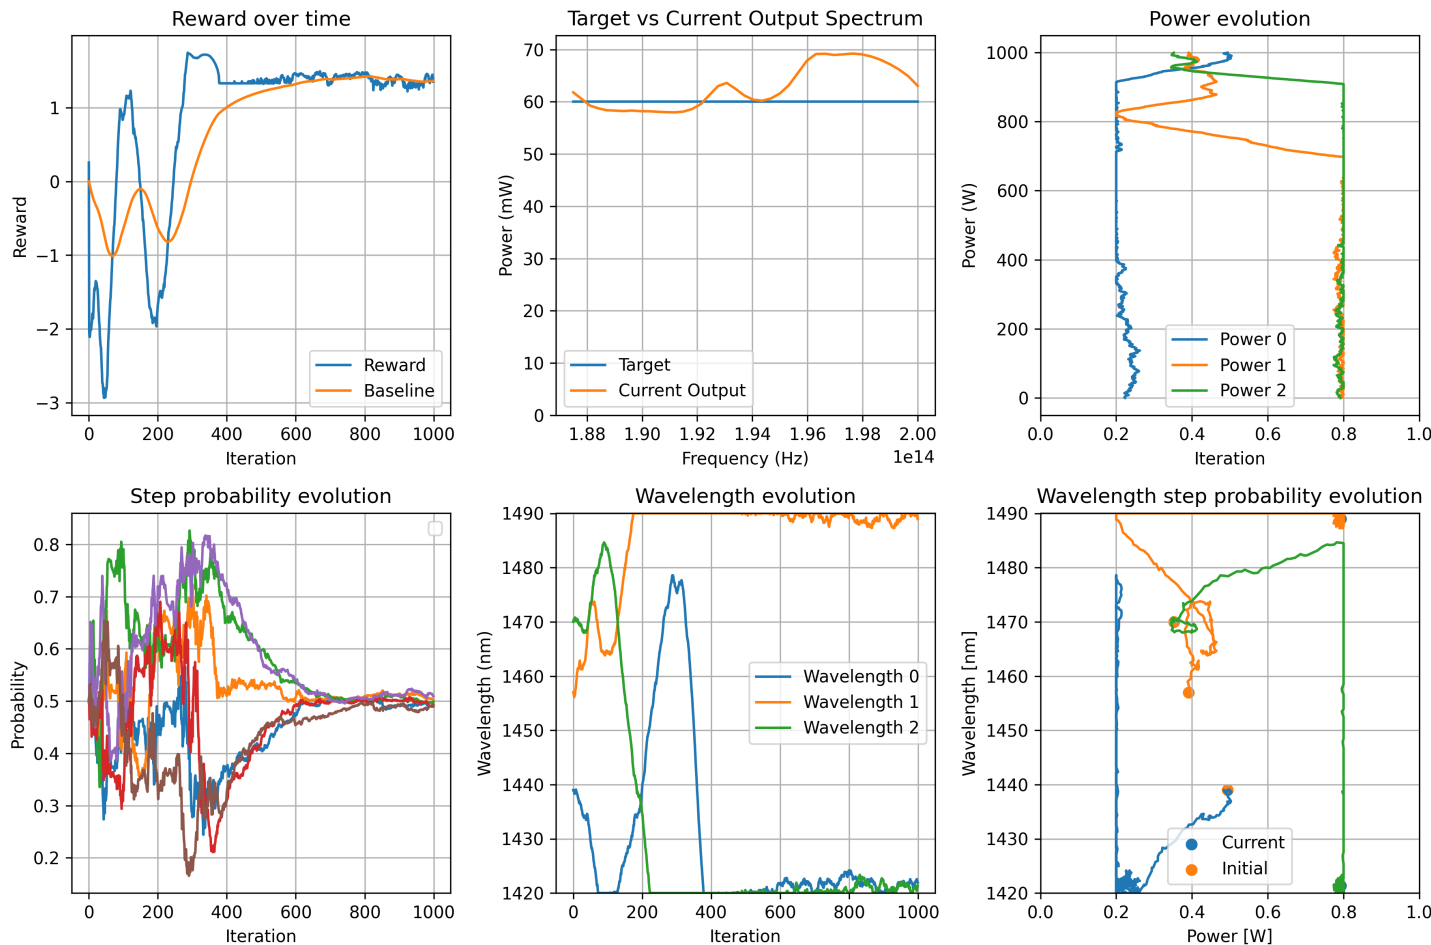 Reward over time
Reward
1
0
−1
−2
−3
0 200 400 600 800 1000
Iteration
Reward
Baseline
Target vs Current Output Spectrum
Power (mW)
70
60
50
40
30
20
10
0
1.88 1.90 1.92 1.94 1.96 1.98 2.00
1e14
Frequency (Hz)
Target
Current Output
Power evolution
Power (W)
1000
800
600
400
200
0
0.0 0.2 0.4 0.6 0.8 1.0
Iteration
Power 0
Power 1
Power 2
Step probability evolution
Probability
0.8
0.7
0.6
0.5
0.4
0.3
0.2
0 200 400 600 800 1000
Iteration
Wavelength evolution
Wavelength (nm)
1490
1480
1470
1460
1450
1440
1430
1420
0 200 400 600 800 1000
Iteration
Wavelength 0
Wavelength 1
Wavelength 2
Wavelength step probability evolution
Wavelength [nm]
1490
1480
1470
1460
1450
1440
1430
1420
0.0 0.2 0.4 0.6 0.8 1.0
Power [W]
Current
Initial